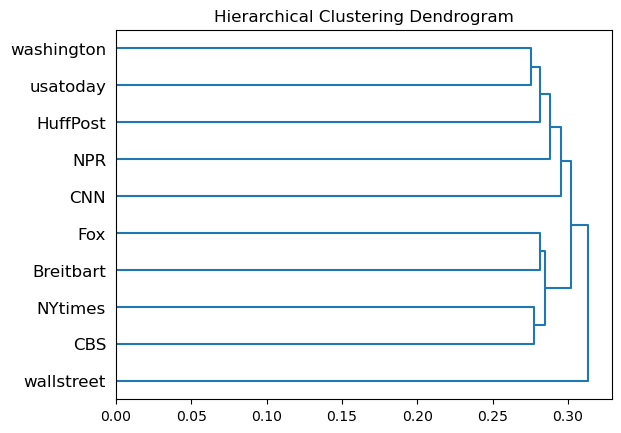 Hierarchical Clustering Dendrogram
washington
usatoday
HuffPost
NPR
CNN
Fox
Breitbart
NYtimes
CBS
wallstreet
0.00 0.05 0.10 0.15 0.20 0.25 0.30